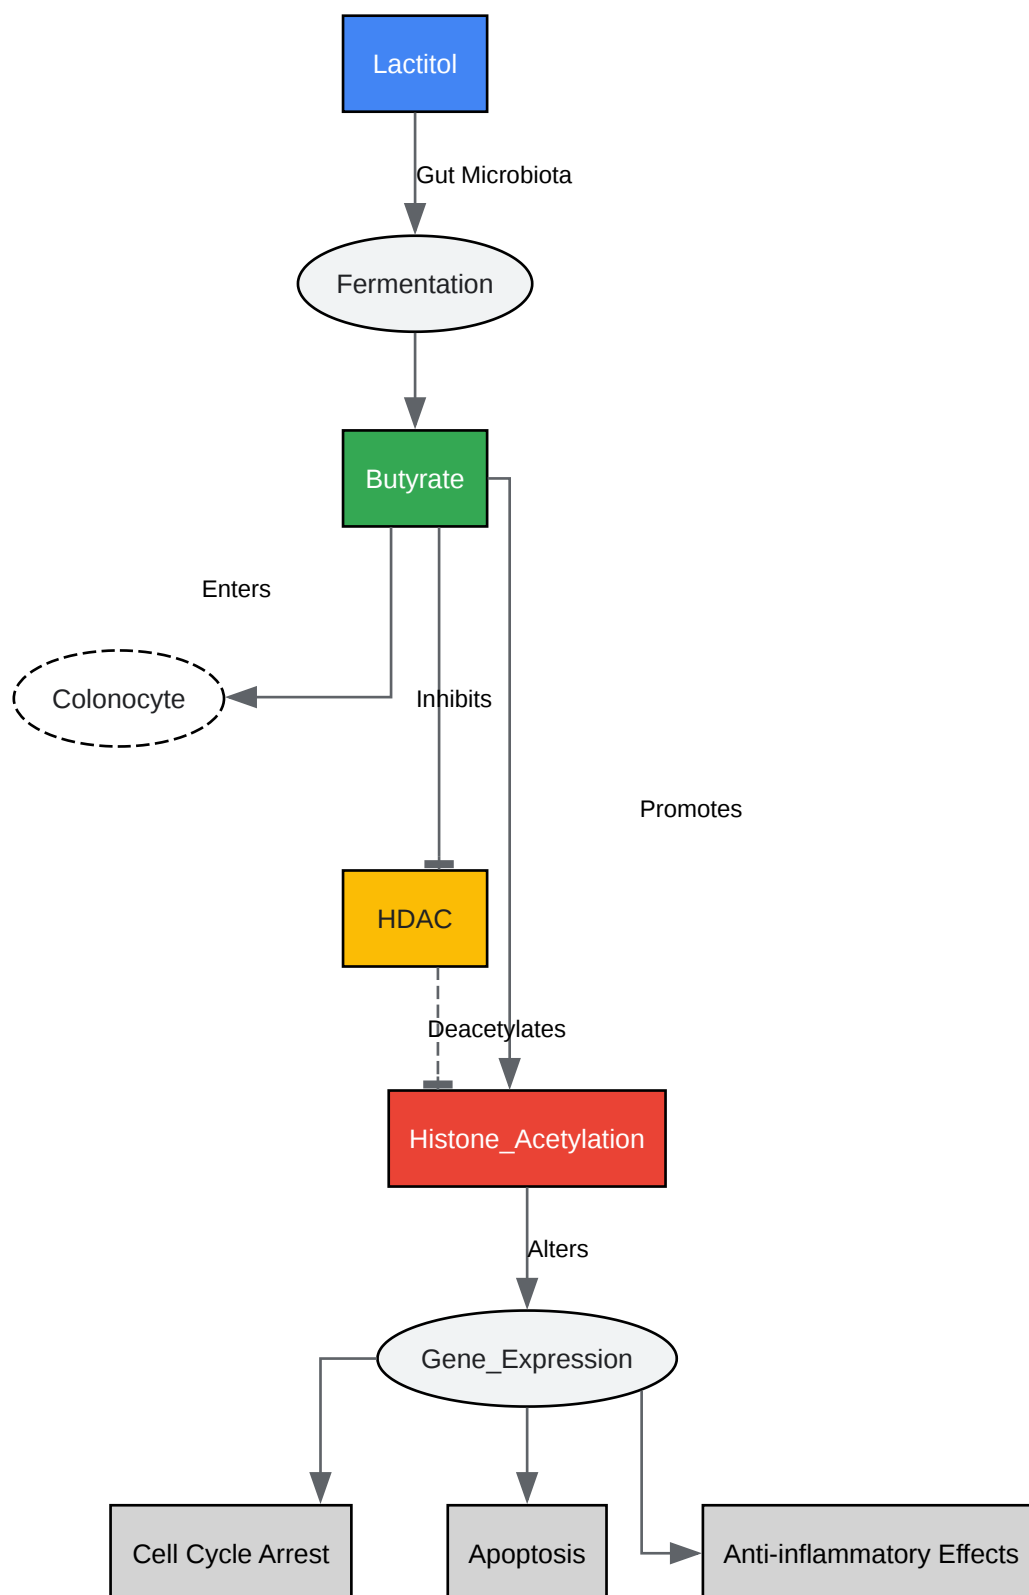 Lactitol
Gut Microbiota
Fermentation
Butyrate
Enters
Colonocyte
Inhibits
Promotes
HDAC
Deacetylates
Histone_Acetylation
Alters
Gene_Expression
Cell Cycle Arrest
Apoptosis
Anti-inflammatory Effects